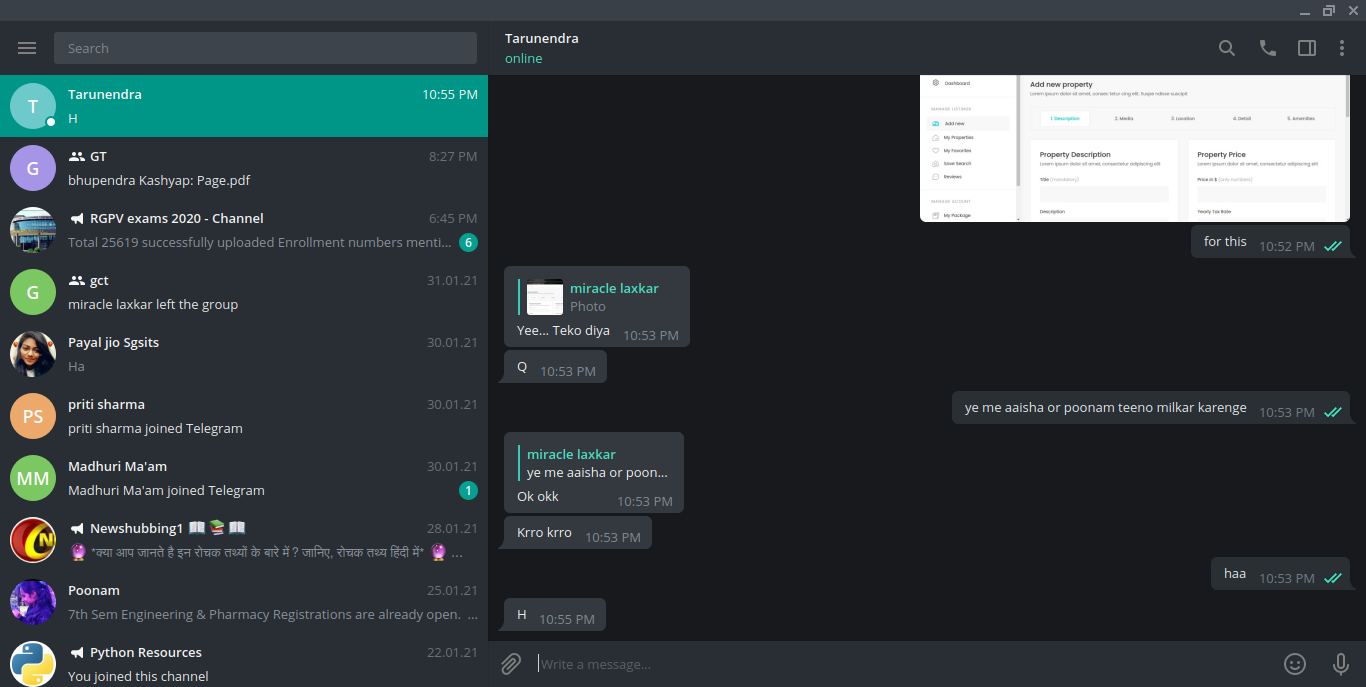 Search
T
Tarunendra
10:55 PM
H
G
GT
8:27 PM
bhupendra Kashyap: Page.pdf
RGPV exams 2020 - Channel
6:45 PM
Total 25619 successfully uploaded Enrollment numbers menti...
6
G
gct
31.01.21
miracle laxkar left the group
Payal jio Sgsits
30.01.21
Ha
PS
priti sharma
30.01.21
priti sharma joined Telegram
MM
Madhuri Ma'am
30.01.21
Madhuri Ma'am joined Telegram
1
N
Newshubbing1 📖 📚 📖
28.01.21
🔮 *क्या आप जानते है इन रोचक तथ्यों के बारे में ? जानिए, रोचक तथ्य हिंदी में* 🔮 ...
Poonam
25.01.21
7th Sem Engineering & Pharmacy Registrations are already open. ...
Python Resources
22.01.21
You joined this channel
Tarunendra
online
Dashboard
MANAGE LISTINGS
Add new
My Properties
My Favorites
Save Search
Reviews
MANAGE ACCOUNT
My Package
Add new property
Lorem ipsum dolor sit amet, consec tetur cing elit. Suspe ndisse suscipit
1. Description
2. Media
3. Location
4. Detail
5. Amenities
Property Description
Lorem ipsum dolor sit amet, consectetur adipiscing elit
Title (mandatory)
Description
Property Price
Lorem ipsum dolor sit amet, consectetur adipiscing elit
Price in $ (only numbers)
Yearly Tax Rate
for this 10:52 PM
miracle laxkar
Photo
Yee... Teko diya 10:53 PM
Q 10:53 PM
ye me aaisha or poonam teeno milkar karenge 10:53 PM
miracle laxkar
ye me aaisha or poon...
Ok okk 10:53 PM
Krro krro 10:53 PM
haa 10:53 PM
H 10:55 PM
Write a message...